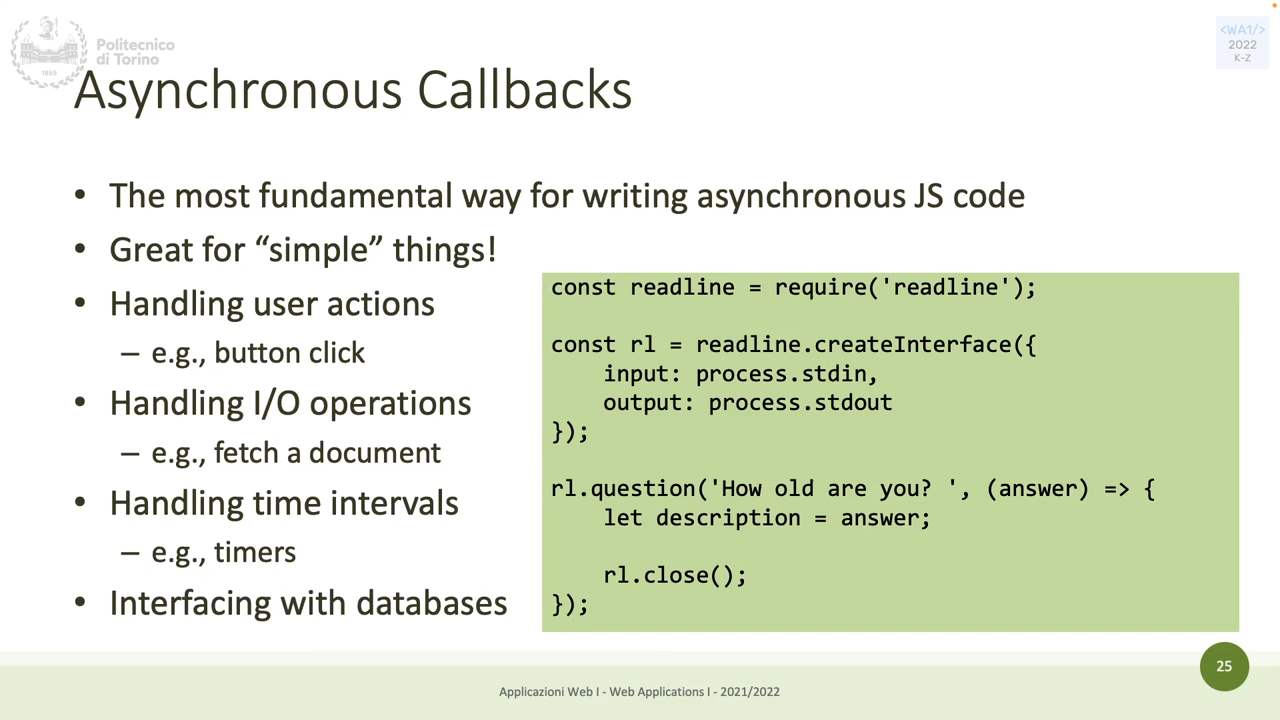 Politecnico
di Torino
1859
<WA1/>
2022
K-Z
Asynchronous Callbacks
• The most fundamental way for writing asynchronous JS code
• Great for “simple” things!
• Handling user actions
– e.g., button click
• Handling I/O operations
– e.g., fetch a document
• Handling time intervals
– e.g., timers
• Interfacing with databases
const readline = require('readline');
const rl = readline.createInterface({
input: process.stdin,
output: process.stdout
});
rl.question('How old are you? ', (answer) => {
let description = answer;
rl.close();
});
25
Applicazioni Web I - Web Applications I - 2021/2022